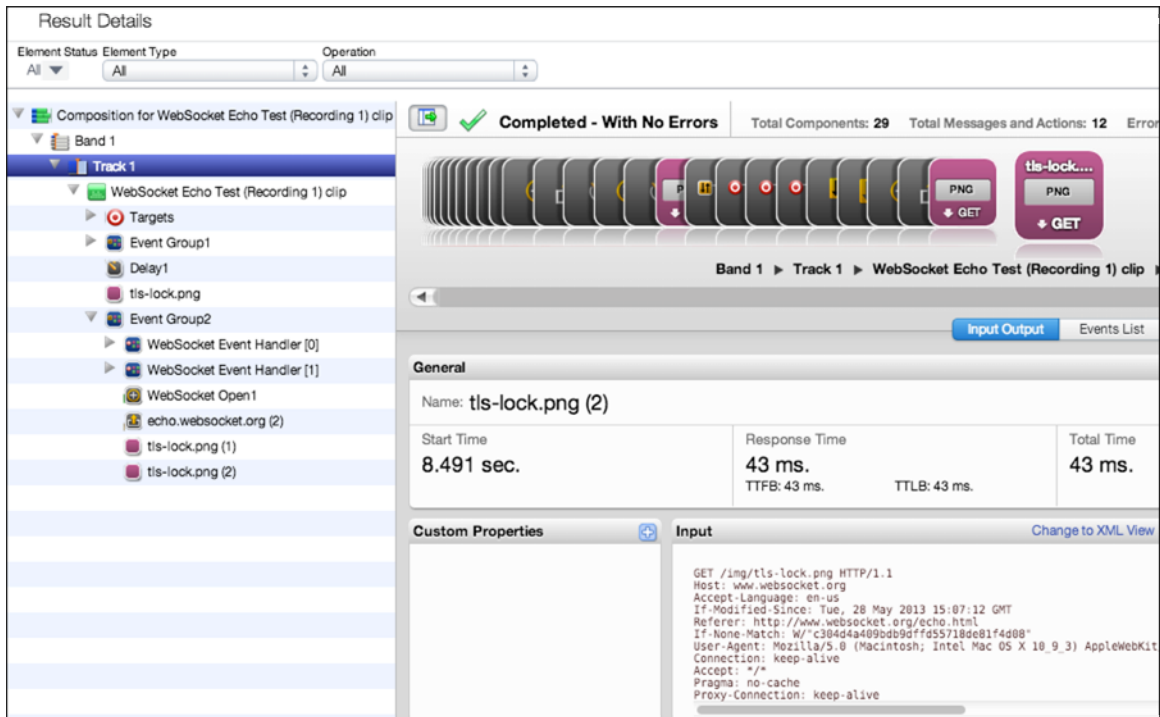 Result Details
Element Status Element Type Operation
All All All
Composition for WebSocket Echo Test (Recording 1) clip
Band 1
Track 1
WebSocket Echo Test (Recording 1) clip
Targets
Event Group1
Delay1
tls-lock.png
Event Group2
WebSocket Event Handler [0]
WebSocket Event Handler [1]
WebSocket Open1
echo.websocket.org (2)
tls-lock.png (1)
tls-lock.png (2)
Completed - With No Errors Total Components: 29 Total Messages and Actions: 12
tls-lock....
PNG PNG
GET GET
Band 1 Track 1 WebSocket Echo Test (Recording 1) clip
Input Output Events List
General
Name: tls-lock.png (2)
Start Time Response Time Total Time
8.491 sec. 43 ms. 43 ms.
TTFB: 43 ms. TTLB: 43 ms.
Custom Properties Input Change to XML View
GET /img/tls-lock.png HTTP/1.1
Host: www.websocket.org
Accept-Language: en-us
If-Modified-Since: Tue, 28 May 2013 15:07:12 GMT
Referer: http://www.websocket.org/echo.html
If-None-Match: W/"c304d4a409bdb9dffd55718de81f4d08"
User-Agent: Mozilla/5.0 (Macintosh; Intel Mac OS X 10_9_3) AppleWebKit
Connection: keep-alive
Accept: */*
Pragma: no-cache
Proxy-Connection: keep-alive